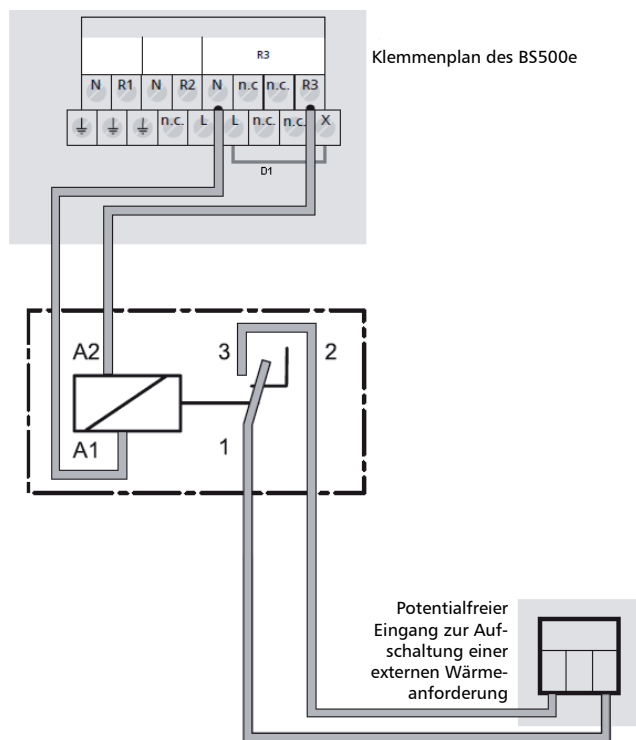 R3
Klemmenplan des BS500e
N R1 N R2 N n.c n.c. R3
n.c. L L n.c. n.c. X
D1
A2 3 2
A1 1
Potentialfreier
Eingang zur Auf-
schaltung einer
externen Wärme-
anforderung